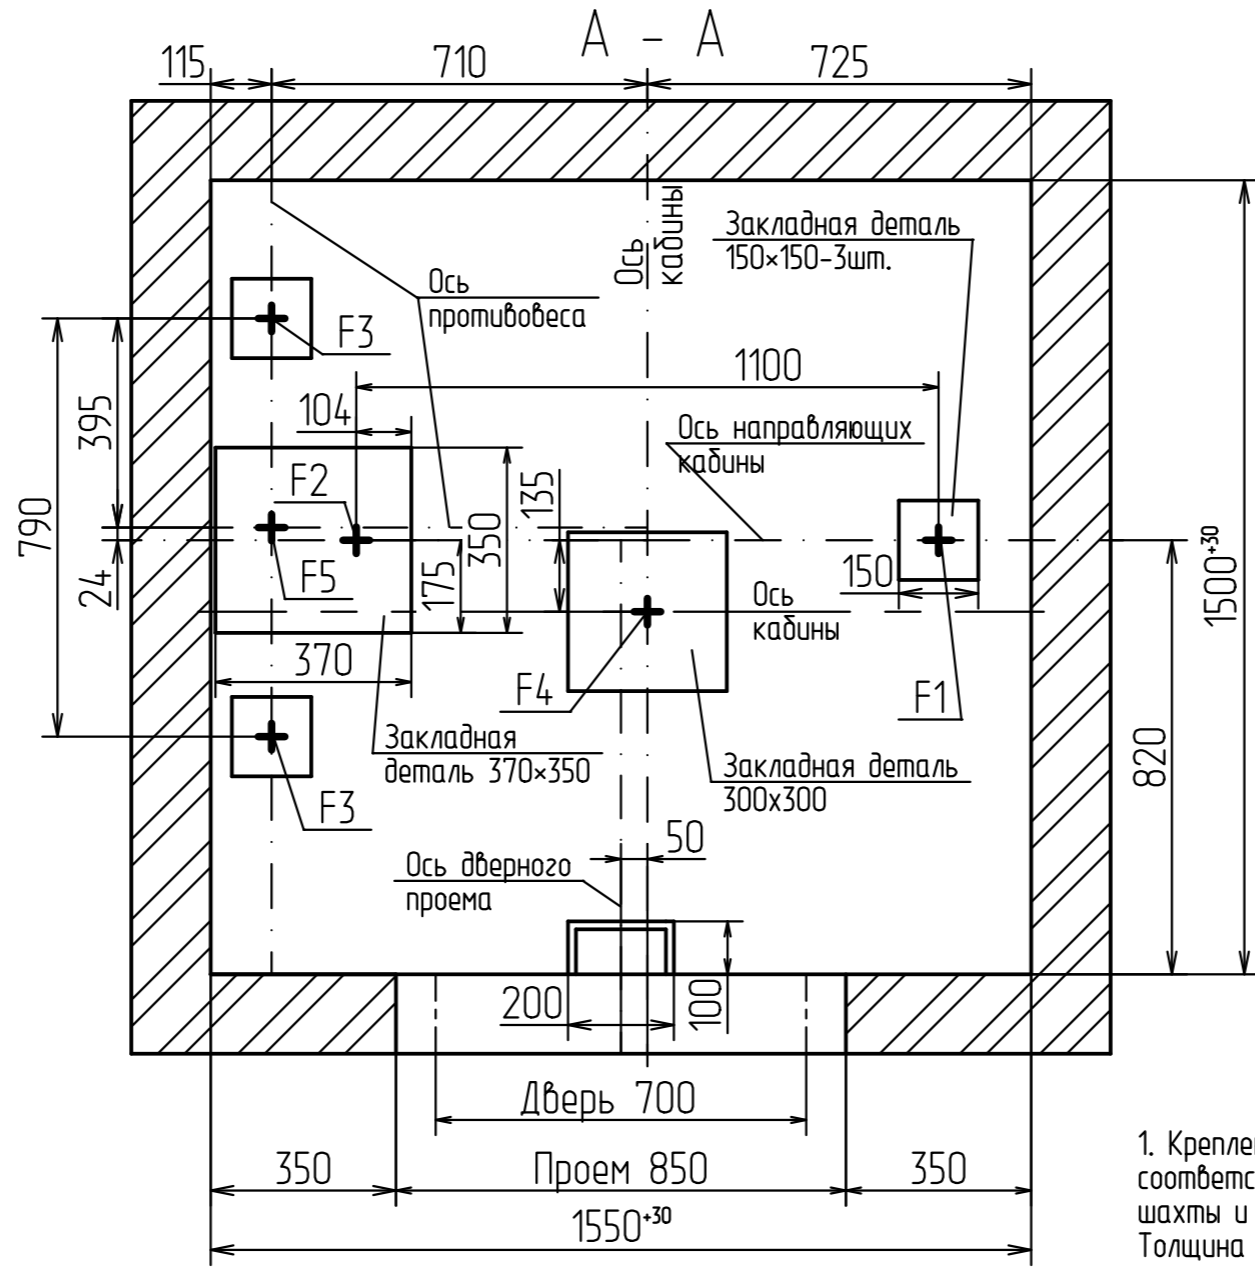 А - А
115
710
725
Ось
кабины
Закладная деталь
150×150-3шт.
Ось
противовеса
F3
1100
104
Ось направляющих
кабины
395
F2
135
350
790
1500⁺³⁰
24
F5
175
150
Ось
кабины
370
F4
F1
Закладная
деталь 370×350
Закладная деталь
300х300
820
F3
50
Ось дверного
проема
200
100
Дверь 700
350
Проем 850
350
1550⁺³⁰
1. Крепле
соответс
шахты и
Толщина